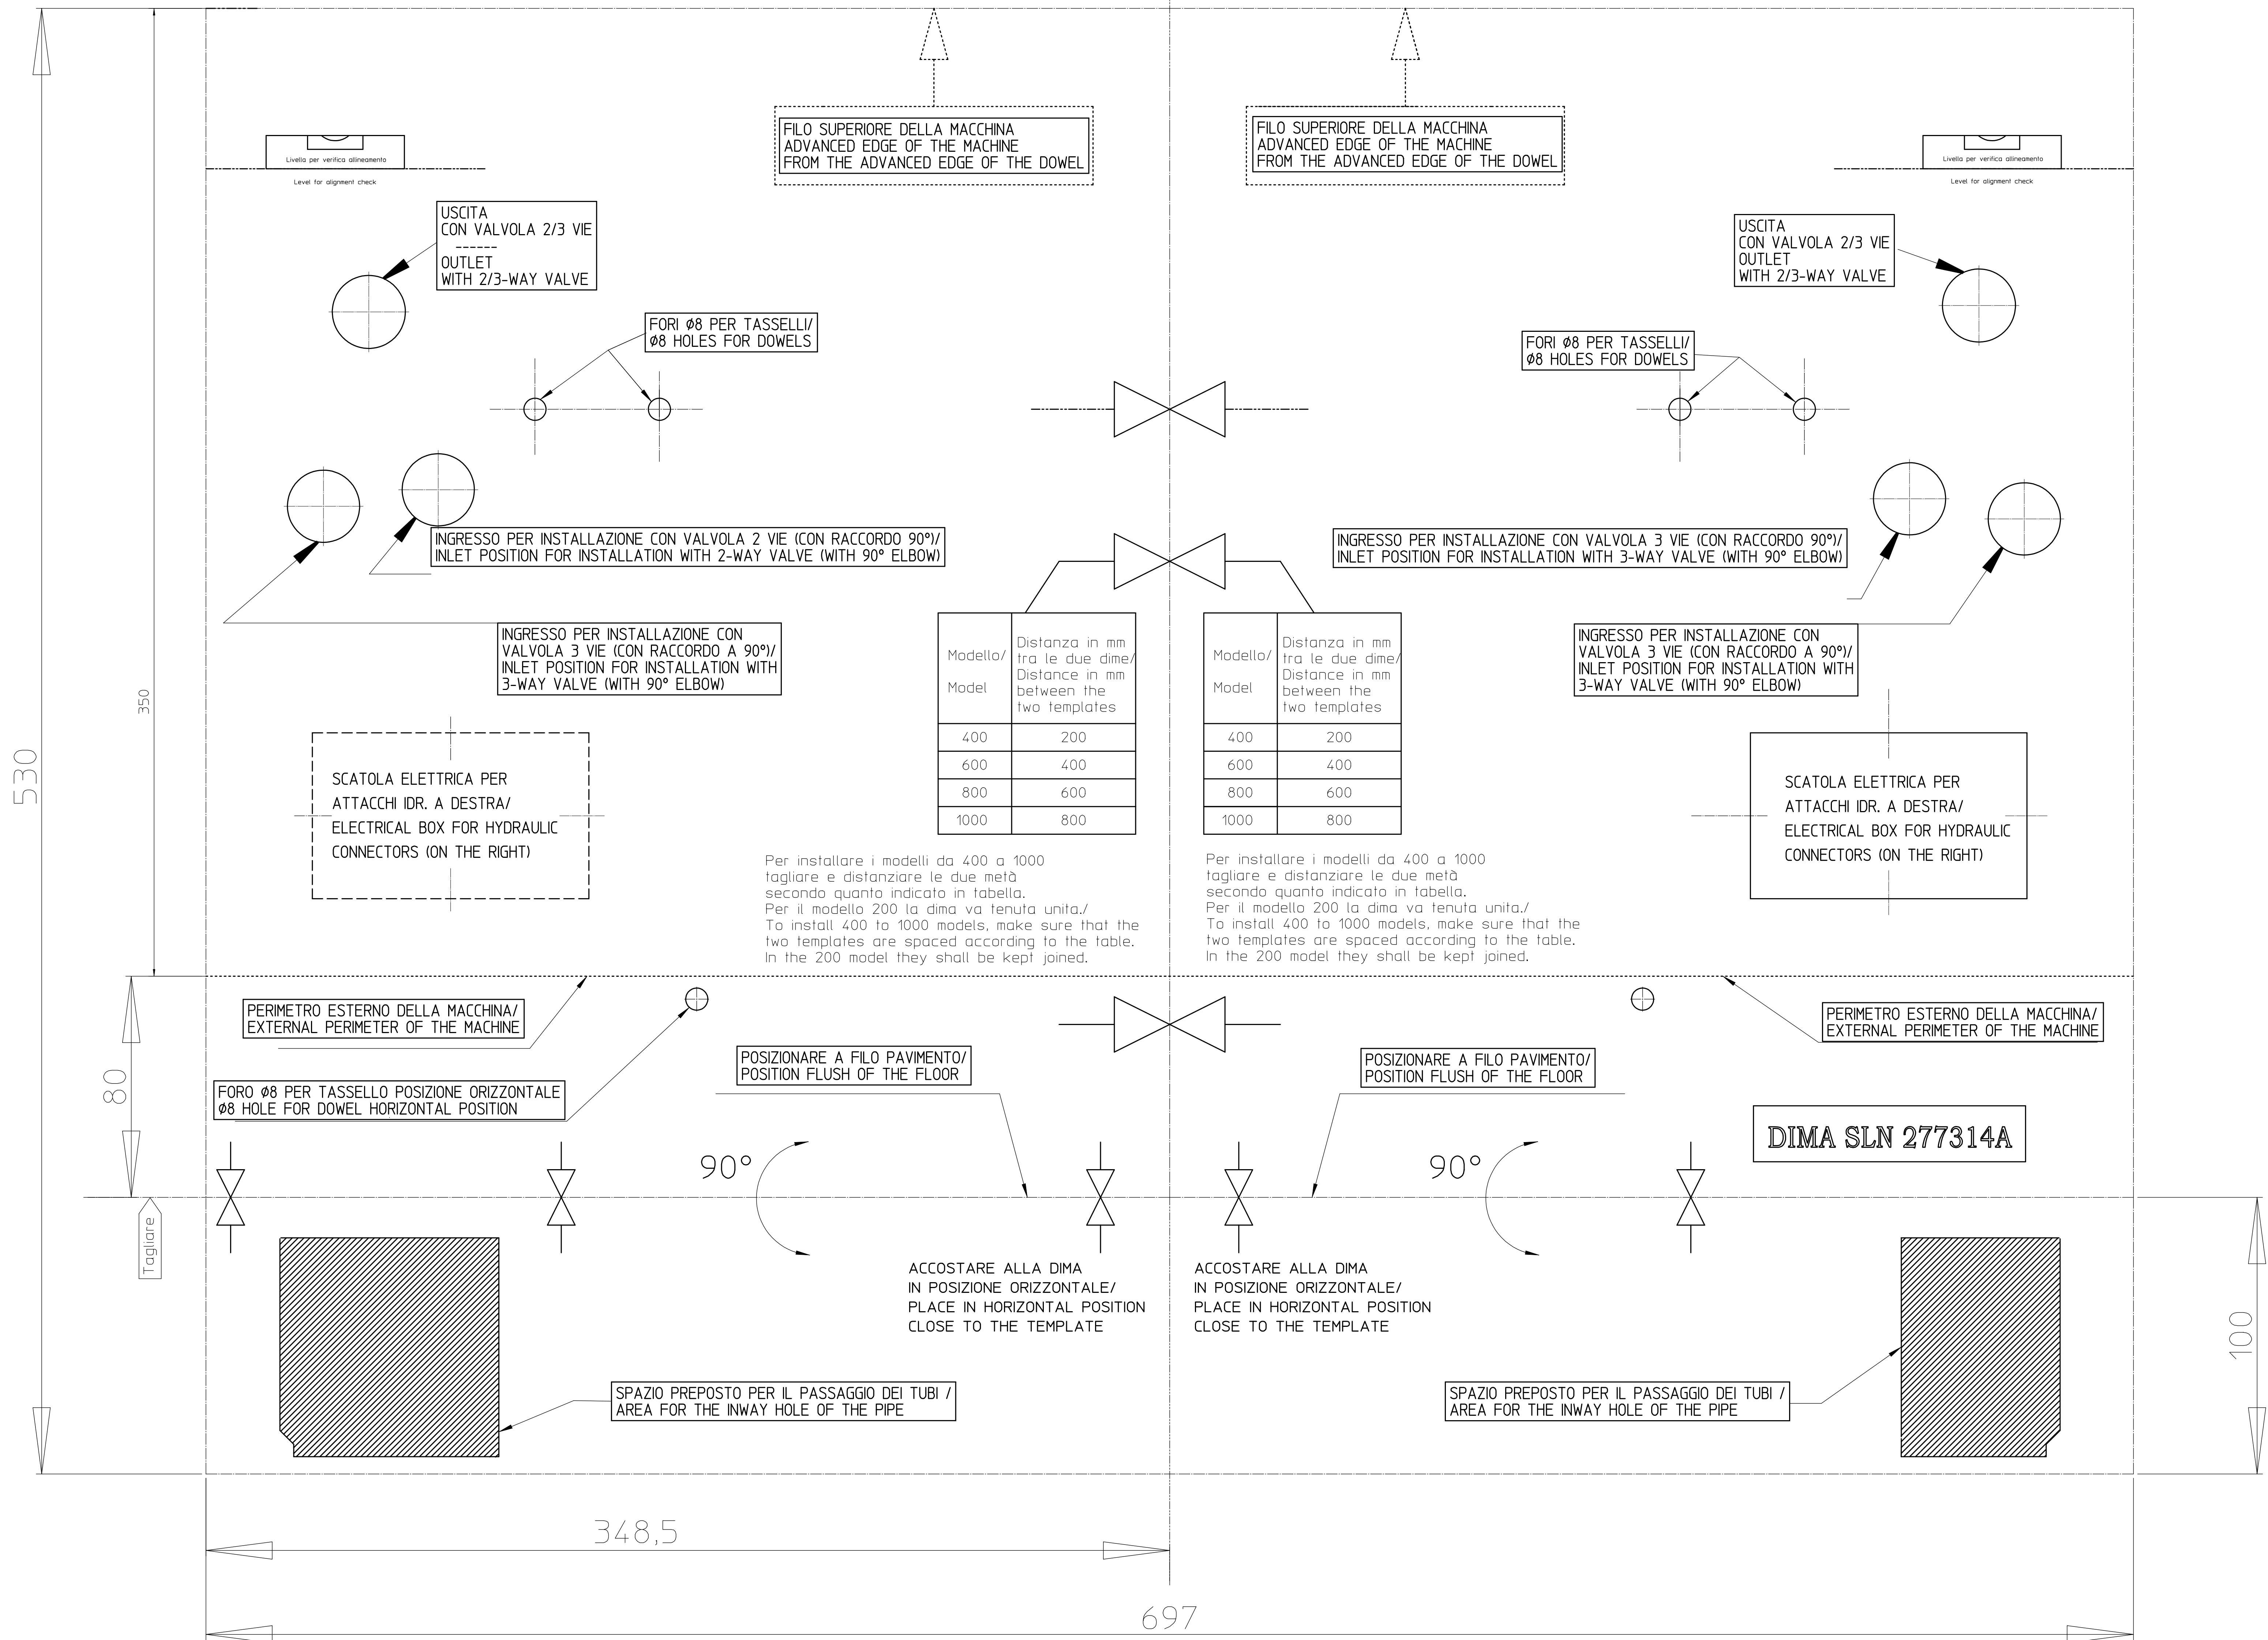 FILO SUPERIORE DELLA MACCHINA
ADVANCED EDGE OF THE MACHINE
FROM THE ADVANCED EDGE OF THE DOWEL
FILO SUPERIORE DELLA MACCHINA
ADVANCED EDGE OF THE MACHINE
FROM THE ADVANCED EDGE OF THE DOWEL
Livella per verifica allineamento
Level for alignment check
Livella per verifica allineamento
Level for alignment check
USCITA
CON VALVOLA 2/3 VIE
------
OUTLET
WITH 2/3-WAY VALVE
USCITA
CON VALVOLA 2/3 VIE
OUTLET
WITH 2/3-WAY VALVE
FORI Ø8 PER TASSELLI/
Ø8 HOLES FOR DOWELS
FORI Ø8 PER TASSELLI/
Ø8 HOLES FOR DOWELS
INGRESSO PER INSTALLAZIONE CON VALVOLA 2 VIE (CON RACCORDO 90°)/
INLET POSITION FOR INSTALLATION WITH 2-WAY VALVE (WITH 90° ELBOW)
INGRESSO PER INSTALLAZIONE CON VALVOLA 3 VIE (CON RACCORDO 90°)/
INLET POSITION FOR INSTALLATION WITH 3-WAY VALVE (WITH 90° ELBOW)
INGRESSO PER INSTALLAZIONE CON
VALVOLA 3 VIE (CON RACCORDO A 90°)/
INLET POSITION FOR INSTALLATION WITH
3-WAY VALVE (WITH 90° ELBOW)
Modello/
Model
Distanza in mm
tra le due dime/
Distance in mm
between the
two templates
400 200
600 400
800 600
1000 800
Modello/
Model
Distanza in mm
tra le due dime/
Distance in mm
between the
two templates
400 200
600 400
800 600
1000 800
INGRESSO PER INSTALLAZIONE CON
VALVOLA 3 VIE (CON RACCORDO A 90°)/
INLET POSITION FOR INSTALLATION WITH
3-WAY VALVE (WITH 90° ELBOW)
530
350
SCATOLA ELETTRICA PER
ATTACCHI IDR. A DESTRA/
ELECTRICAL BOX FOR HYDRAULIC
CONNECTORS (ON THE RIGHT)
SCATOLA ELETTRICA PER
ATTACCHI IDR. A DESTRA/
ELECTRICAL BOX FOR HYDRAULIC
CONNECTORS (ON THE RIGHT)
Per installare i modelli da 400 a 1000
tagliare e distanziare le due metà
secondo quanto indicato in tabella.
Per il modello 200 la dima va tenuta unita./
To install 400 to 1000 models, make sure that the
two templates are spaced according to the table.
In the 200 model they shall be kept joined.
Per installare i modelli da 400 a 1000
tagliare e distanziare le due metà
secondo quanto indicato in tabella.
Per il modello 200 la dima va tenuta unita./
To install 400 to 1000 models, make sure that the
two templates are spaced according to the table.
In the 200 model they shall be kept joined.
PERIMETRO ESTERNO DELLA MACCHINA/
EXTERNAL PERIMETER OF THE MACHINE
PERIMETRO ESTERNO DELLA MACCHINA/
EXTERNAL PERIMETER OF THE MACHINE
POSIZIONARE A FILO PAVIMENTO/
POSITION FLUSH OF THE FLOOR
POSIZIONARE A FILO PAVIMENTO/
POSITION FLUSH OF THE FLOOR
80
FORO Ø8 PER TASSELLO POSIZIONE ORIZZONTALE
Ø8 HOLE FOR DOWEL HORIZONTAL POSITION
DIMA SLN 277314A
90°
90°
Tagliare
ACCOSTARE ALLA DIMA
IN POSIZIONE ORIZZONTALE/
PLACE IN HORIZONTAL POSITION
CLOSE TO THE TEMPLATE
ACCOSTARE ALLA DIMA
IN POSIZIONE ORIZZONTALE/
PLACE IN HORIZONTAL POSITION
CLOSE TO THE TEMPLATE
100
SPAZIO PREPOSTO PER IL PASSAGGIO DEI TUBI /
AREA FOR THE INWAY HOLE OF THE PIPE
SPAZIO PREPOSTO PER IL PASSAGGIO DEI TUBI /
AREA FOR THE INWAY HOLE OF THE PIPE
348,5
697